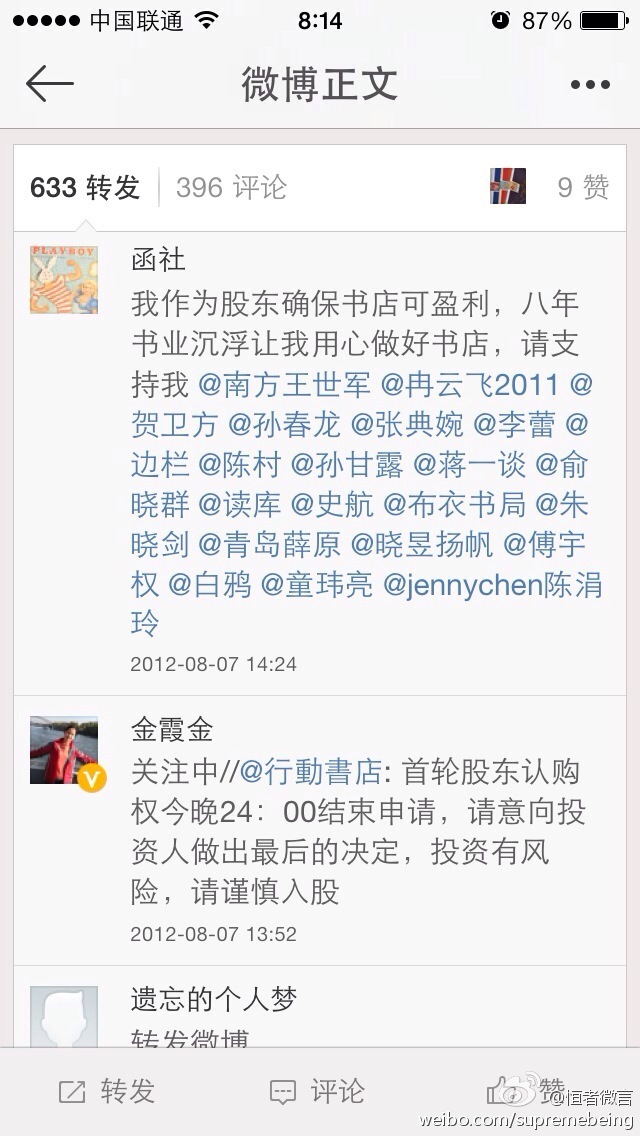 中国联通 8:14 87%
微博正文
633 转发 396 评论 9 赞
PLAYBOY
函社
我作为股东确保书店可盈利，八年
书业沉浮让我用心做好书店，请支
持我 @南方王世军 @冉云飞2011 @
贺卫方 @孙春龙 @张典婉 @李蕾 @
边栏 @陈村 @孙甘露 @蒋一谈 @俞
晓群 @读库 @史航 @布衣书局 @朱
晓剑 @青岛薛原 @晓昱扬帆 @傅宇
权 @白鸦 @童玮亮 @jennychen陈涓
玲
2012-08-07 14:24
金霞金
关注中//@行動書店: 首轮股东认购
权今晚24：00结束申请，请意向投
资人做出最后的决定，投资有风
险，请谨慎入股
2012-08-07 13:52
遗忘的个人梦
转发微博
转发 评论 赞
@恒者微言
weibo.com/supremebeing